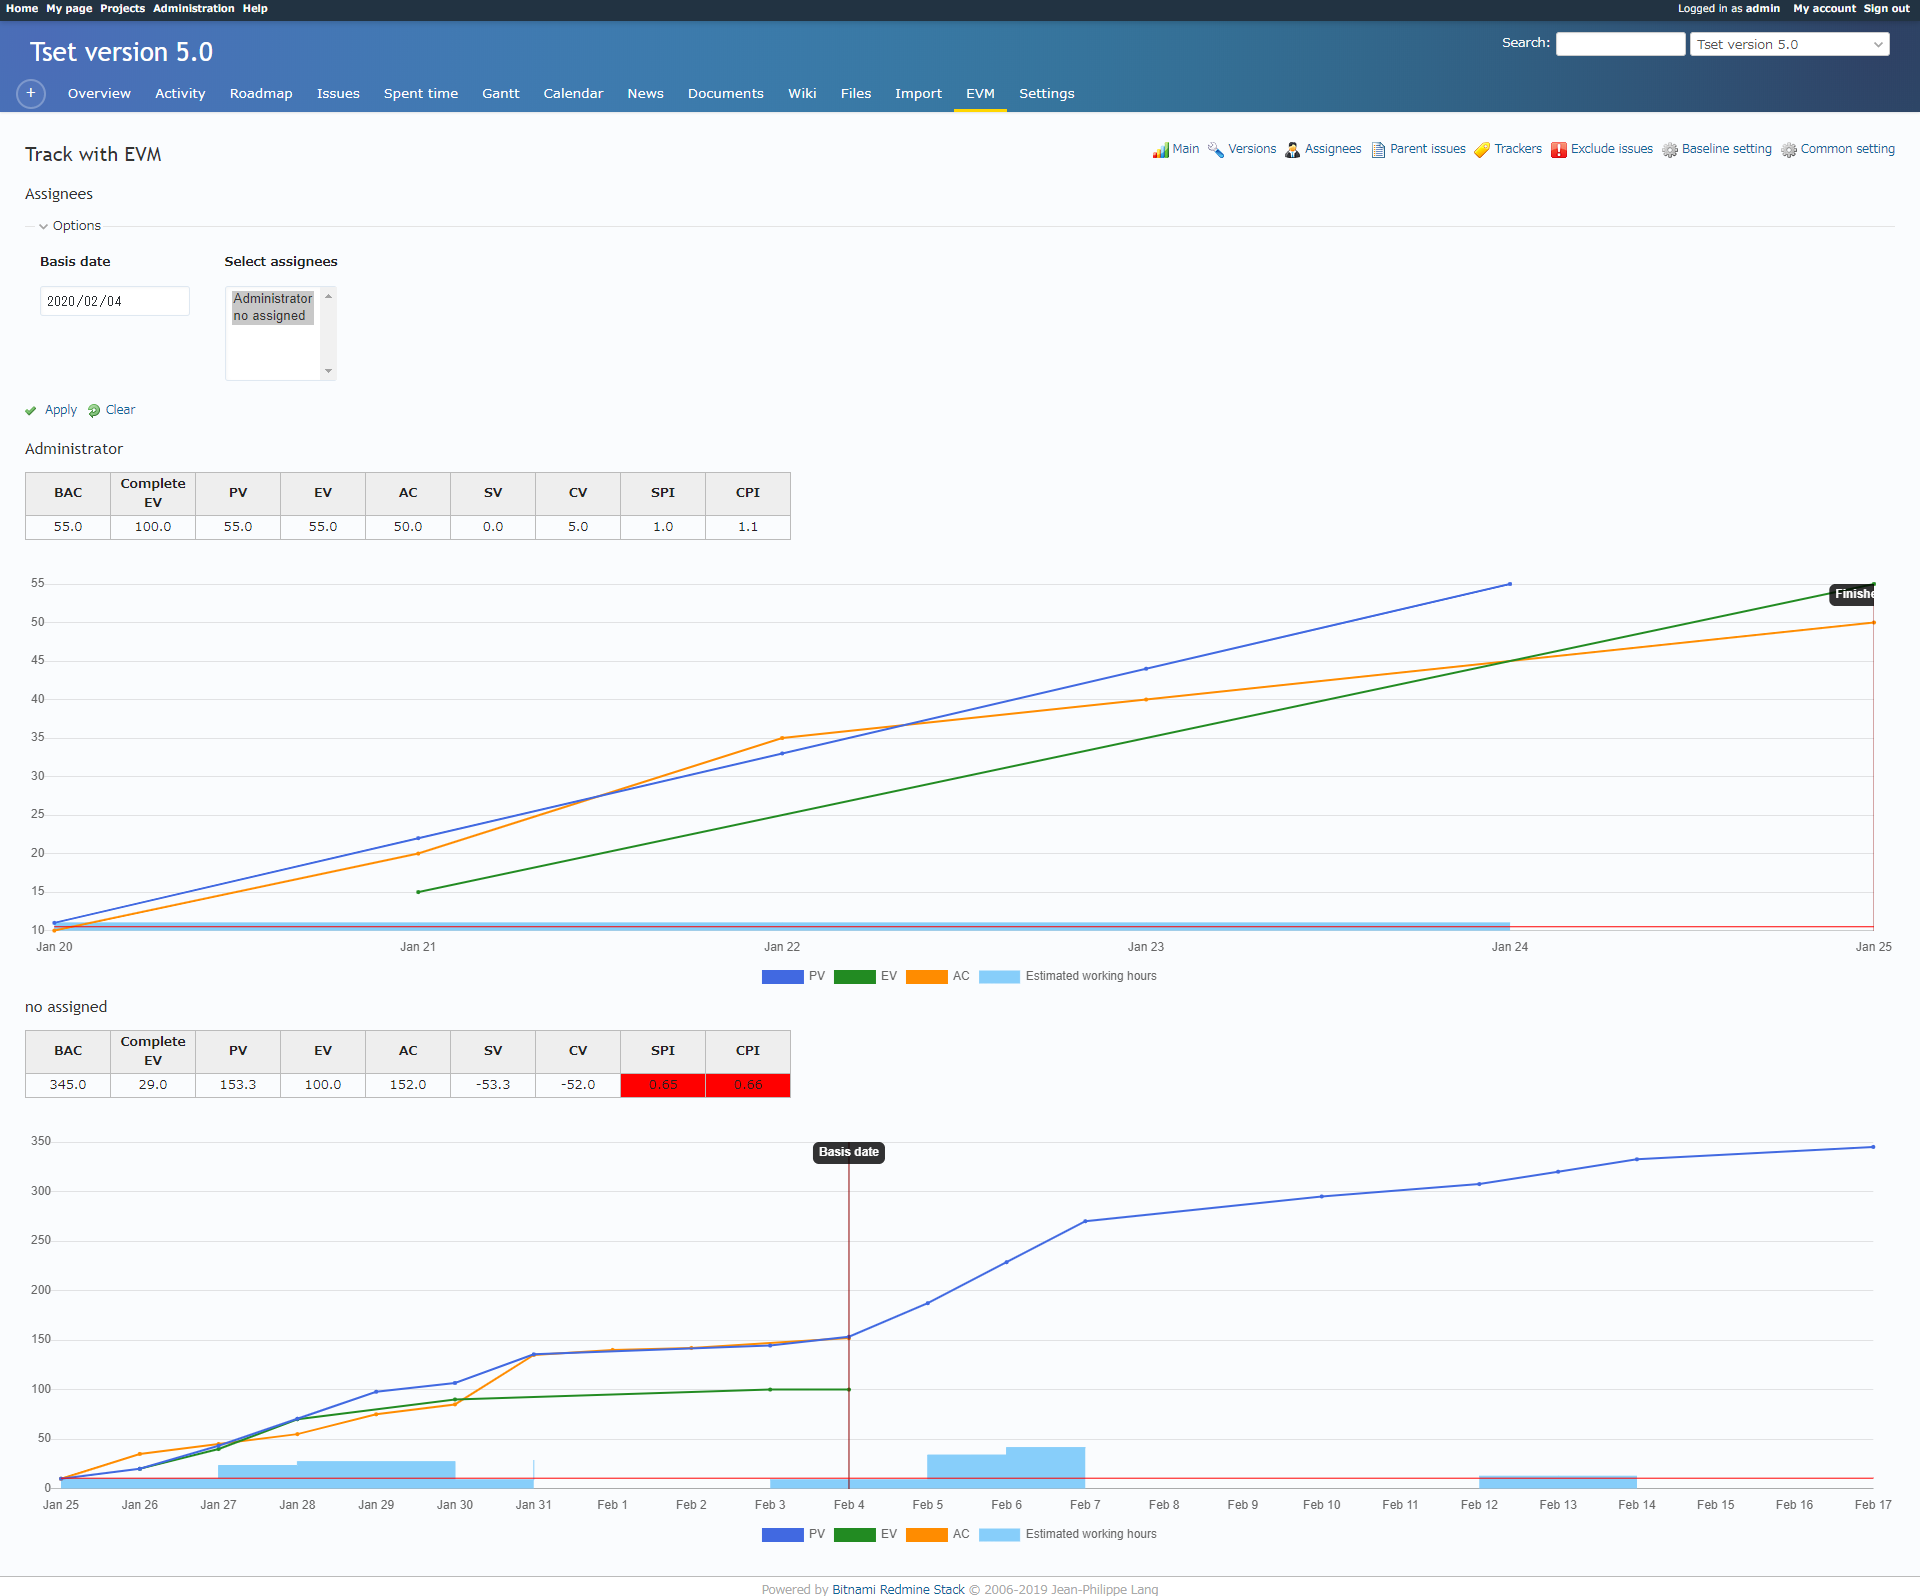 Home My page Projects Administration Help
Logged in as admin My account Sign out
Tset version 5.0
Search: Tset version 5.0
+ Overview Activity Roadmap Issues Spent time Gantt Calendar News Documents Wiki Files Import EVM Settings
Track with EVM
Main Versions Assignees Parent issues Trackers Exclude issues Baseline setting Common setting
Assignees
Options
Basis date Select assignees
2020/02/04
Administrator
no assigned
Apply Clear
Administrator
BAC Complete EV PV EV AC SV CV SPI CPI
55.0 100.0 55.0 55.0 50.0 0.0 5.0 1.0 1.1
55
Finishe
50
45
40
35
30
25
20
15
10
Jan 20 Jan 21 Jan 22 Jan 23 Jan 24 Jan 25
PV EV AC Estimated working hours
no assigned
BAC Complete EV PV EV AC SV CV SPI CPI
345.0 29.0 153.3 100.0 152.0 -53.3 -52.0 0.65 0.66
350
Basis date
300
250
200
150
100
50
0
Jan 25 Jan 26 Jan 27 Jan 28 Jan 29 Jan 30 Jan 31 Feb 1 Feb 2 Feb 3 Feb 4 Feb 5 Feb 6 Feb 7 Feb 8 Feb 9 Feb 10 Feb 11 Feb 12 Feb 13 Feb 14 Feb 15 Feb 16 Feb 17
PV EV AC Estimated working hours
Powered by Bitnami Redmine Stack © 2006-2019 Jean-Philippe Lang